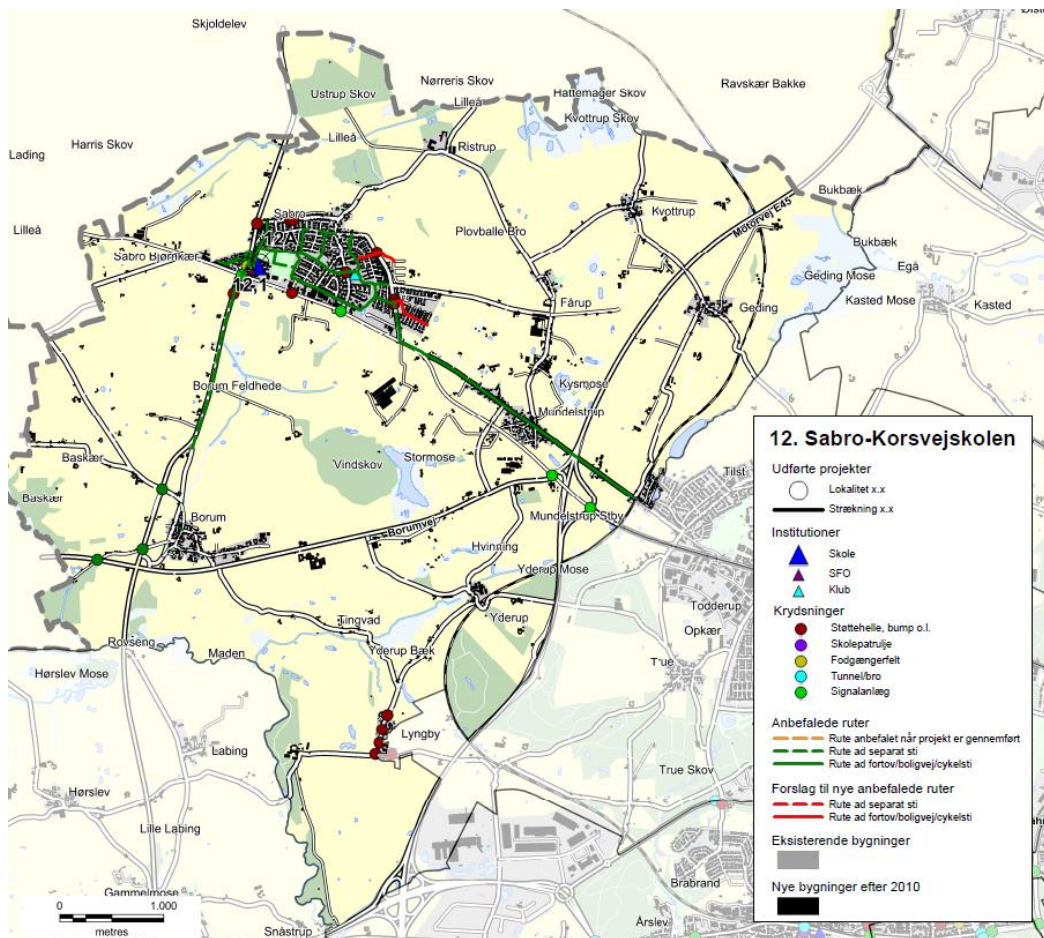 Skjoldelev
Ølst
Nørreris Skov
Lilleå
Hattemager Skov
Kvottrup Skov
Ravskær Bakke
Ustrup Skov
Harris Skov
Lading
Lilleå
Ristrup
Bukbæk
Kvottrup
Motorvej E45
Sabro
12A
Plovballe Bro
Lilleå
Sabro Bjørnkær
12,1
Bukbæk
Egå
Geding Mose
Kasted Mose
Kasted
Fårup
Geding
Borum Feldhede
Kysmose
Mundelstrup
Stormose
Vindskov
Baskær
Baskær
Tilst
Borum
Borumvej
Mundelstrup Stby
Hvinning
Yderup Mose
Todderup
Tingvad
Yderup
Opkær
Rovseng
Maden
Yderup Bæk
True
Hørslev Mose
Lyngby
Labing
True Skov
Hørslev
Lille Labing
Gammelmose
Brabrand
0
1.000
metres
Snåstrup
Årslev
12. Sabro-Korsvejskolen
Udførte projekter
Lokalitet x.x
Strækning x.x
Institutioner
Skole
SFO
Klub
Krydsninger
Støttehelle, bump o.l.
Skolepatrulje
Fodgængerfelt
Tunnel/bro
Signalanlæg
Anbefalede ruter
Rute anbefalet når projekt er gennemført
Rute ad separat sti
Rute ad fortov/boligvej/cykelsti
Forslag til nye anbefalede ruter
Rute ad separat sti
Rute ad fortov/boligvej/cykelsti
Eksisterende bygninger
Nye bygninger efter 2010